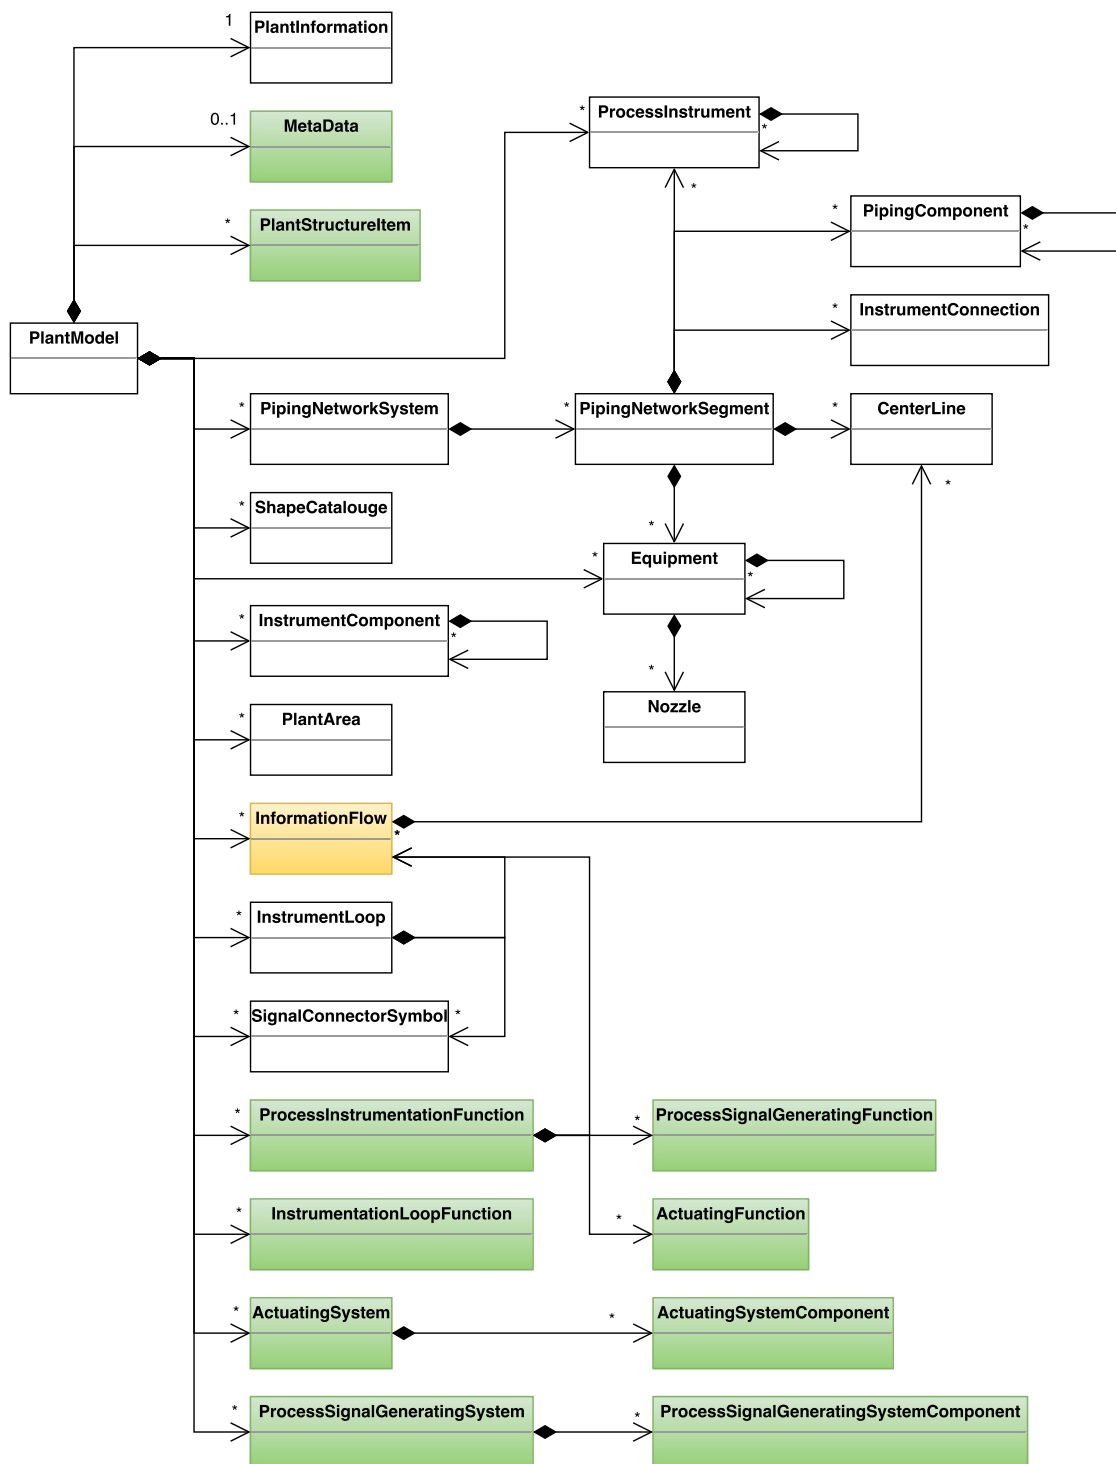 1
PlantInformation
0..1
MetaData
*
PlantStructureItem
PlantModel
*
ProcessInstrument
*
*
*
PipingComponent
*
*
InstrumentConnection
*
PipingNetworkSystem
*
PipingNetworkSegment
*
CenterLine
*
*
ShapeCatalouge
*
*
Equipment
*
*
InstrumentComponent
*
*
Nozzle
*
PlantArea
*
InformationFlow
*
*
InstrumentLoop
*
SignalConnectorSymbol
*
*
ProcessInstrumentationFunction
*
ProcessSignalGeneratingFunction
*
InstrumentationLoopFunction
*
ActuatingFunction
*
ActuatingSystem
*
ActuatingSystemComponent
*
ProcessSignalGeneratingSystem
*
ProcessSignalGeneratingSystemComponent